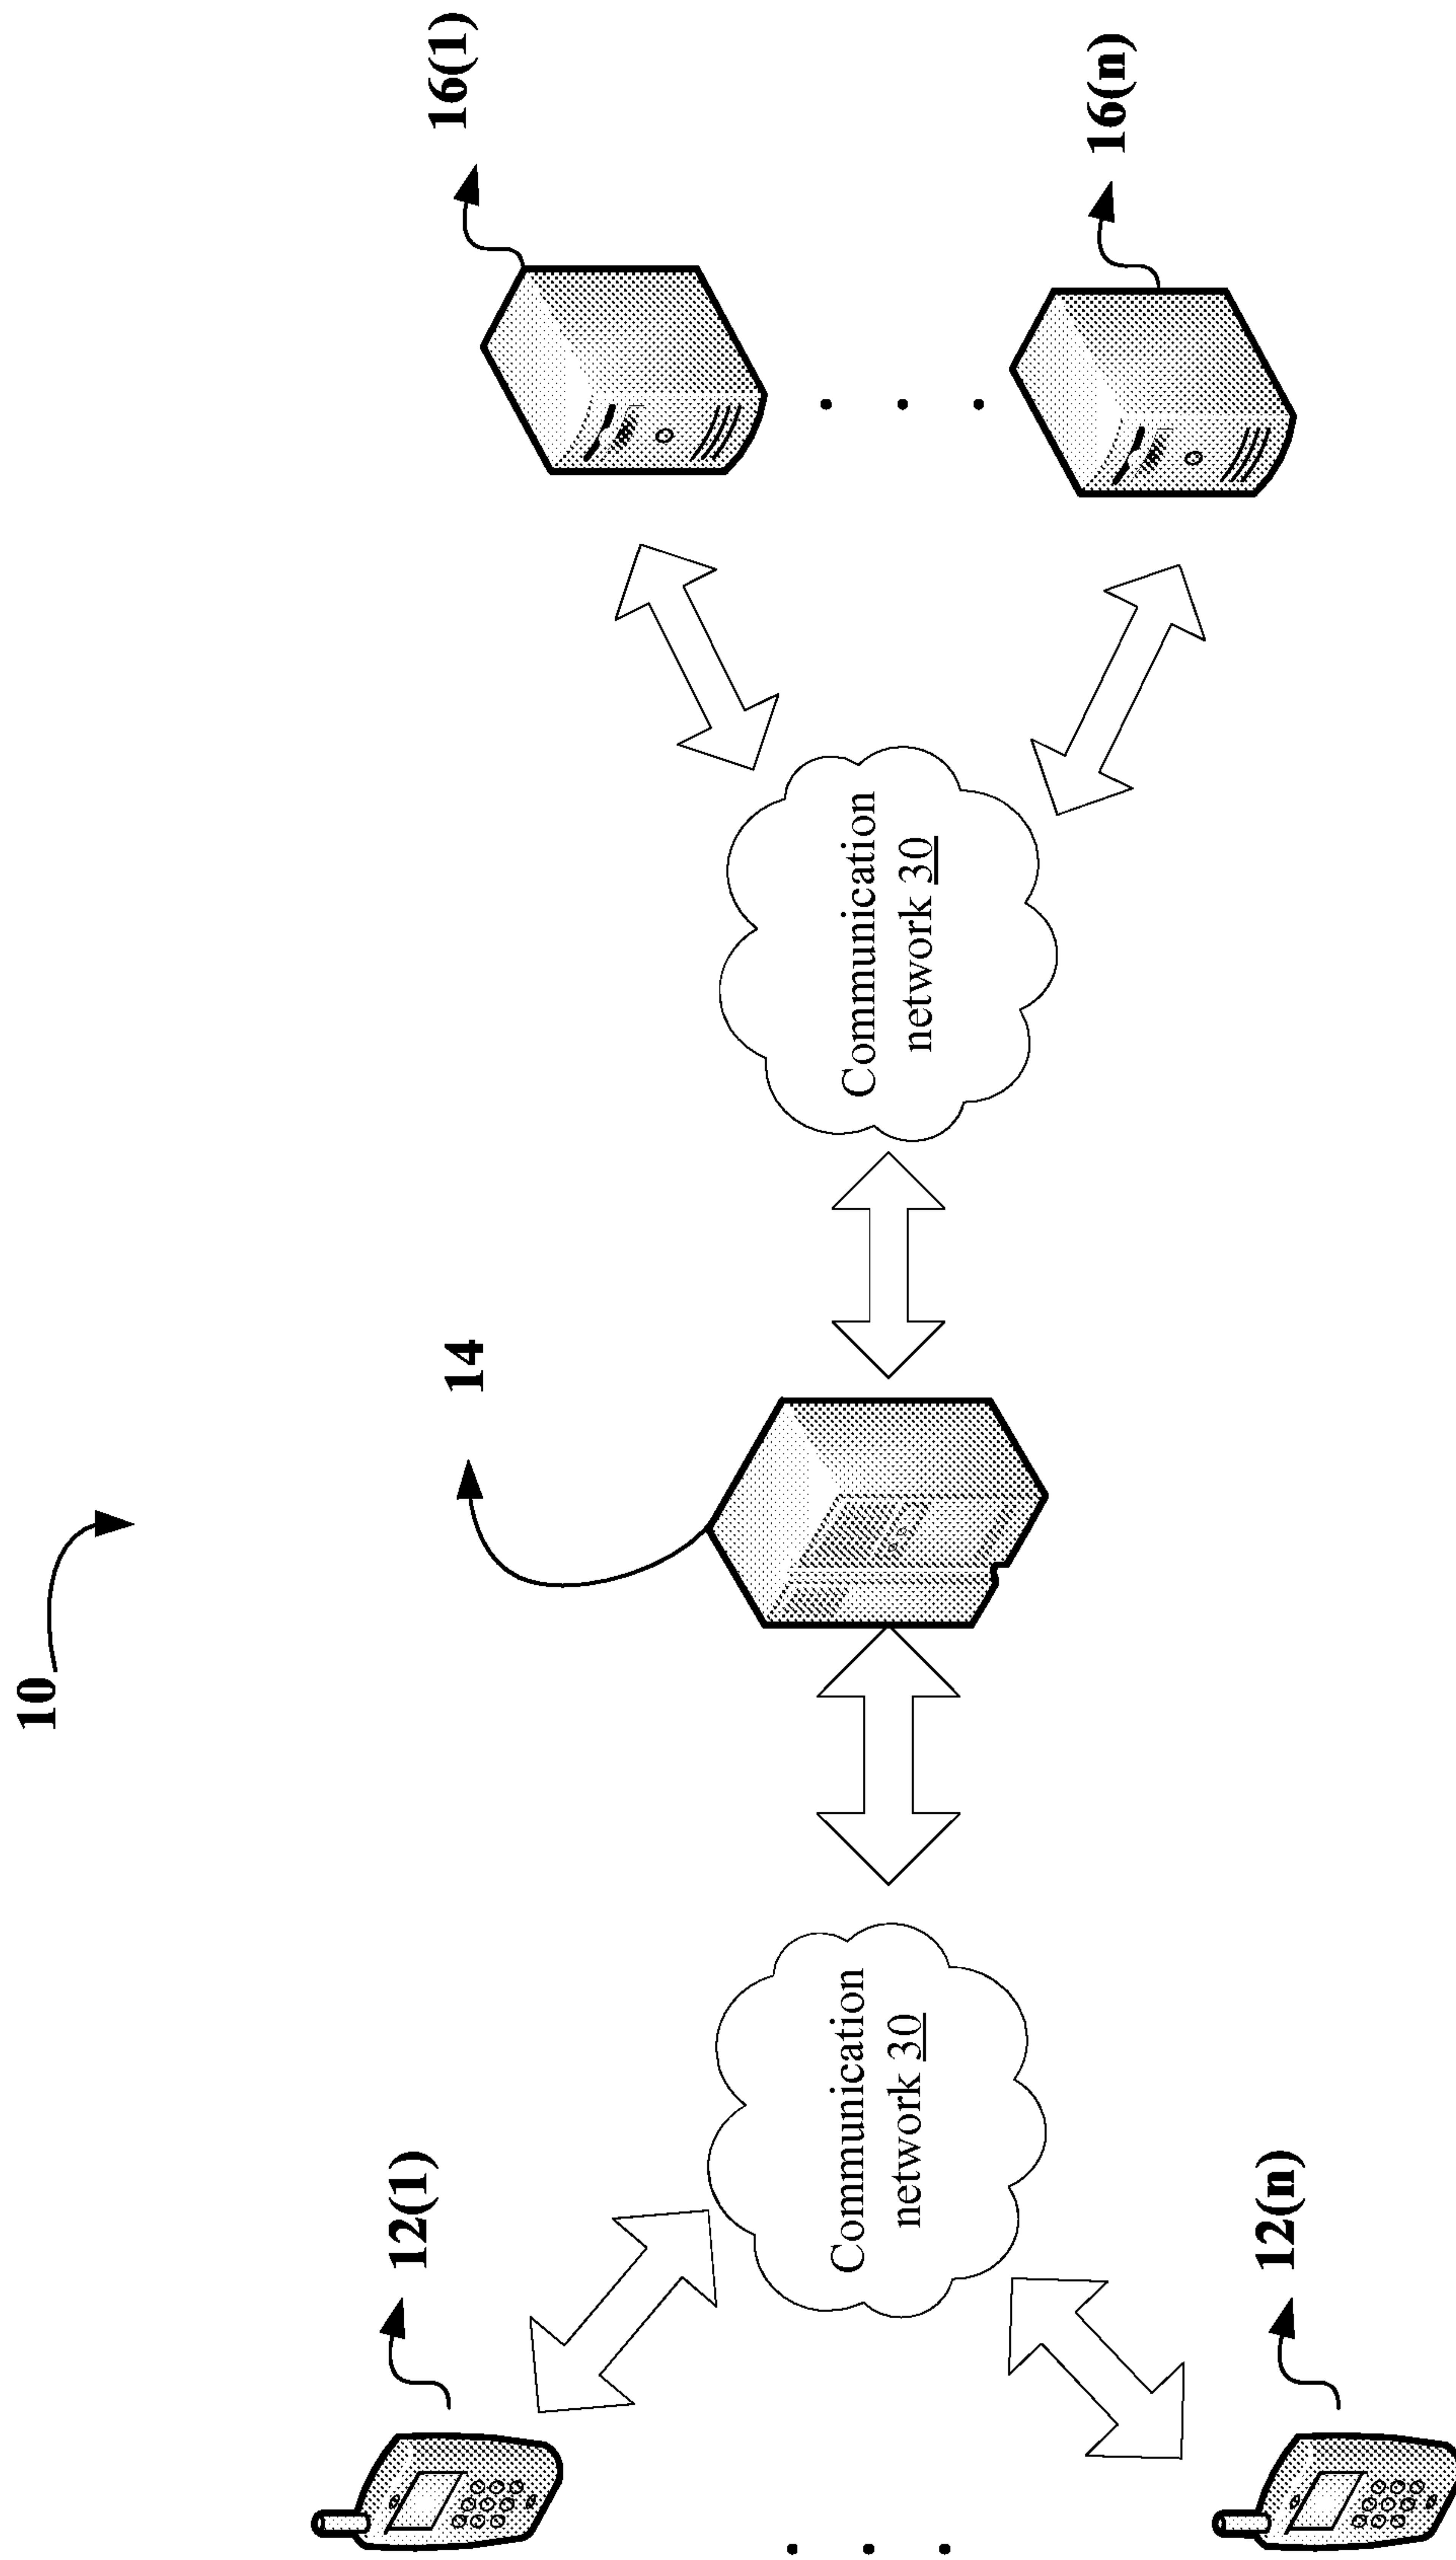 10
14
16(1)
16(n)
Communication
network 30
Communication
network 30
12(1)
12(n)